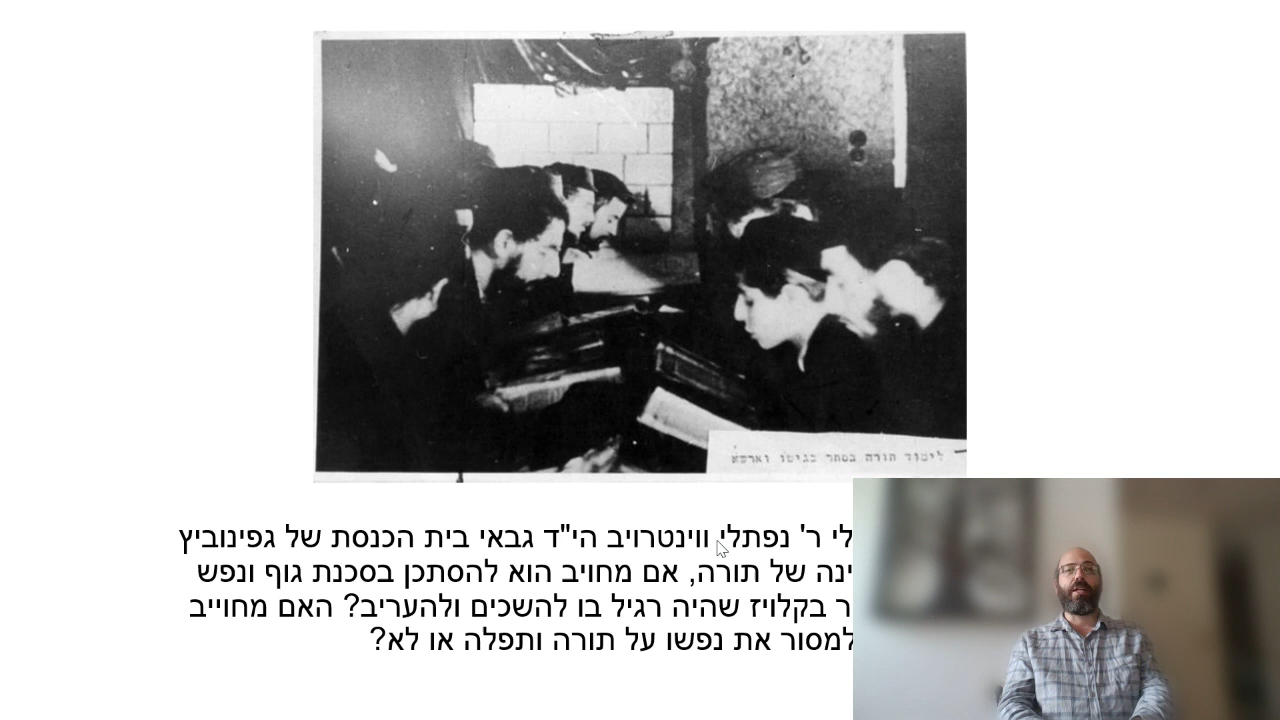 לימוד תורה בסתר בגיטו וארשא
לי ר' נפתלי ווינטרויב הי"ד גבאי בית הכנסת של גפינוביץ
ינה של תורה, אם מחויב הוא להסתכן בסכנת גוף ונפש
ר בקלויז שהיה רגיל בו להשכים ולהעריב? האם מחוייב
למסור את נפשו על תורה ותפלה או לא?